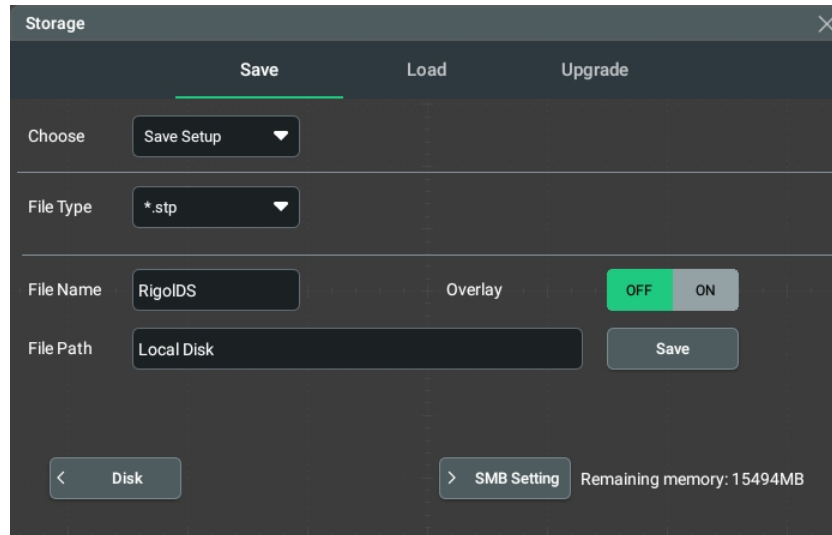 Storage
Save Load Upgrade
Choose Save Setup
File Type *.stp
File Name RigolDS Overlay OFF ON
File Path Local Disk Save
Disk SMB Setting Remaining memory: 15494MB